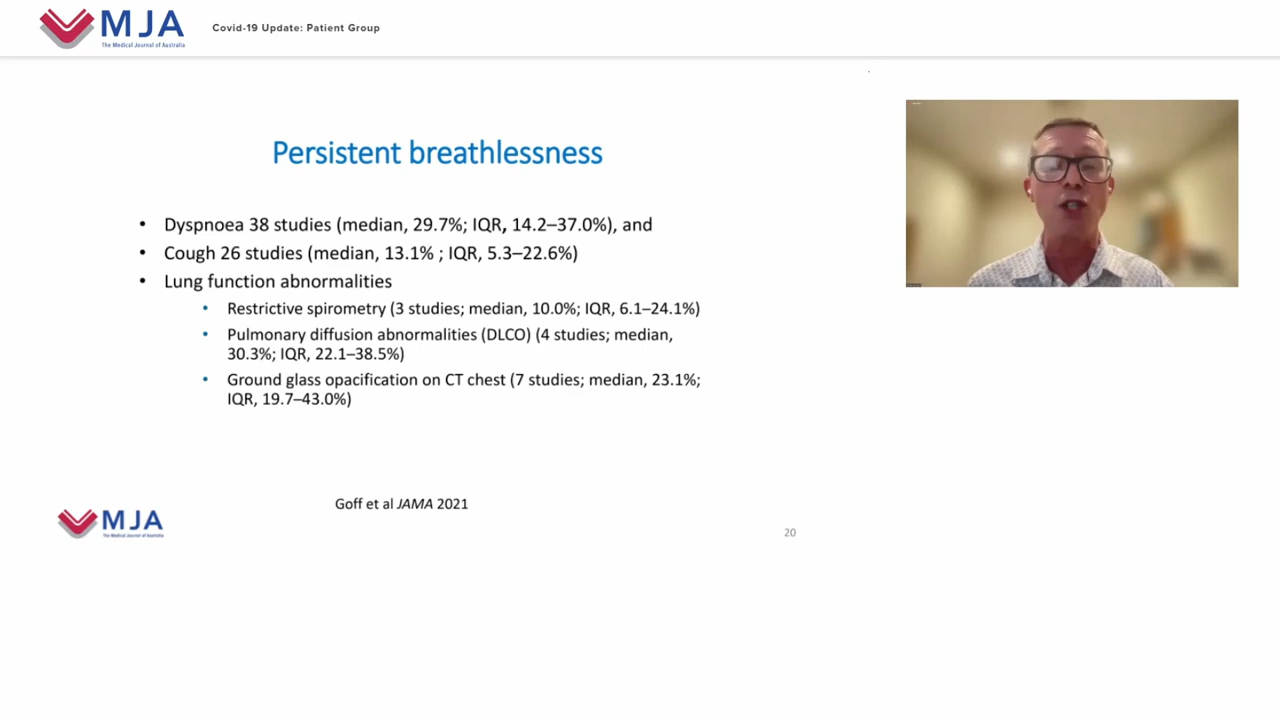 MJA
The Medical Journal of Australia
Covid-19 Update: Patient Group
Persistent breathlessness
• Dyspnoea 38 studies (median, 29.7%; IQR, 14.2–37.0%), and
• Cough 26 studies (median, 13.1% ; IQR, 5.3–22.6%)
• Lung function abnormalities
• Restrictive spirometry (3 studies; median, 10.0%; IQR, 6.1–24.1%)
• Pulmonary diffusion abnormalities (DLCO) (4 studies; median,
30.3%; IQR, 22.1–38.5%)
• Ground glass opacification on CT chest (7 studies; median, 23.1%;
IQR, 19.7–43.0%)
Goff et al JAMA 2021
MJA
The Medical Journal of Australia
20